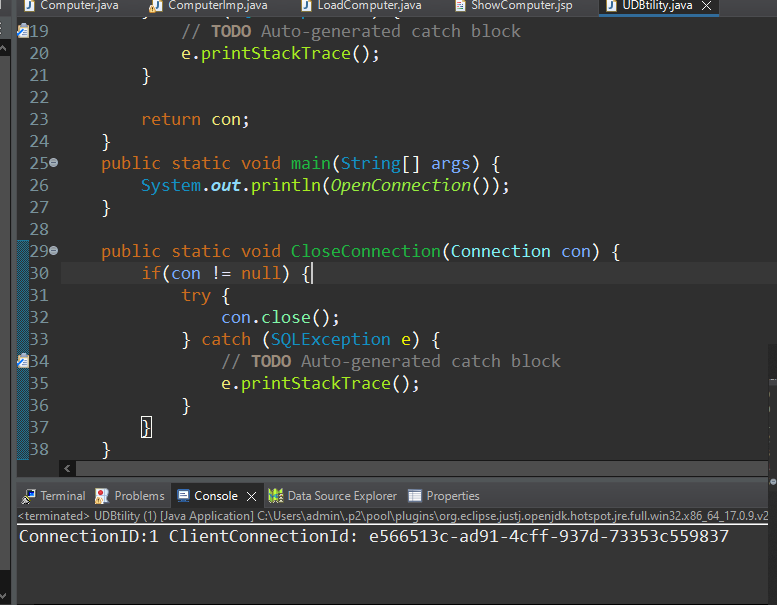 Computer.java ComputerImp.java LoadComputer.java ShowComputer.jsp UDBtility.java
19 // TODO Auto-generated catch block
20 e.printStackTrace();
21 }
22
23 return con;
24 }
25 public static void main(String[] args) {
26 System.out.println(OpenConnection());
27 }
28
29 public static void CloseConnection(Connection con) {
30 if(con != null) {
31 try {
32 con.close();
33 } catch (SQLException e) {
34 // TODO Auto-generated catch block
35 e.printStackTrace();
36 }
37 }
38 }
Terminal Problems Console Data Source Explorer Properties
<terminated> UDBtility (1) [Java Application] C:\Users\admin\.p2\pool\plugins\org.eclipse.justj.openjdk.hotspot.jre.full.win32.x86_64_17.0.9.v2
ConnectionID:1 ClientConnectionId: e566513c-ad91-4cff-937d-73353c559837